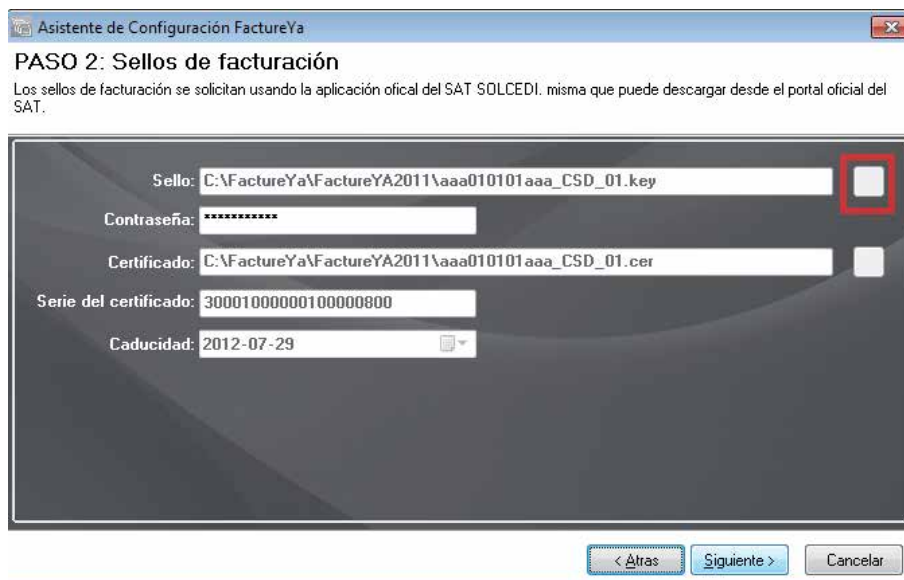 Asistente de Configuración FactureYa
PASO 2: Sellos de facturación
Los sellos de facturación se solicitan usando la aplicación ofical del SAT SOLCEDI. misma que puede descargar desde el portal oficial del
SAT.
Sello: C:\FactureYa\FactureYA2011\aaa010101aaa_CSD_01.key
Contraseña: ***********
Certificado: C:\FactureYa\FactureYA2011\aaa010101aaa_CSD_01.cer
Serie del certificado: 30001000000100000800
Caducidad: 2012-07-29
< Atras Siguiente > Cancelar